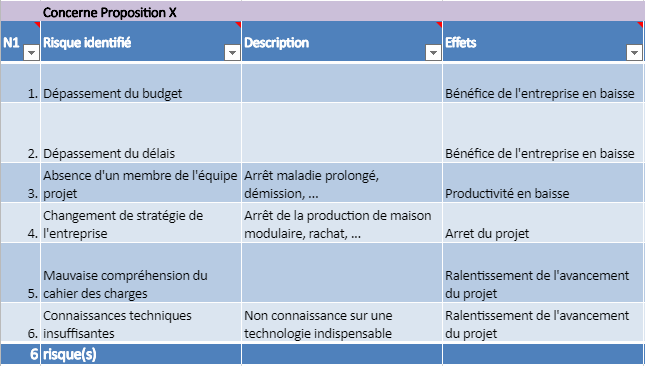 Concerne Proposition X
N1 Risque identifié Description Effets
1. Dépassement du budget Bénéfice de l'entreprise en baisse
2. Dépassement du délais Bénéfice de l'entreprise en baisse
Absence d'un membre de l'équipe Arrêt maladie prolongé,
3. projet démission, ... Productivité en baisse
Changement de stratégie de Arrêt de la production de maison
4. l'entreprise modulaire, rachat, ... Arret du projet
Mauvaise compréhension du Ralentissement de l'avancement
5. cahier des charges du projet
Connaissances techniques Non connaissance sur une Ralentissement de l'avancement
6. insuffisantes technologie indispensable du projet
6 risque(s)